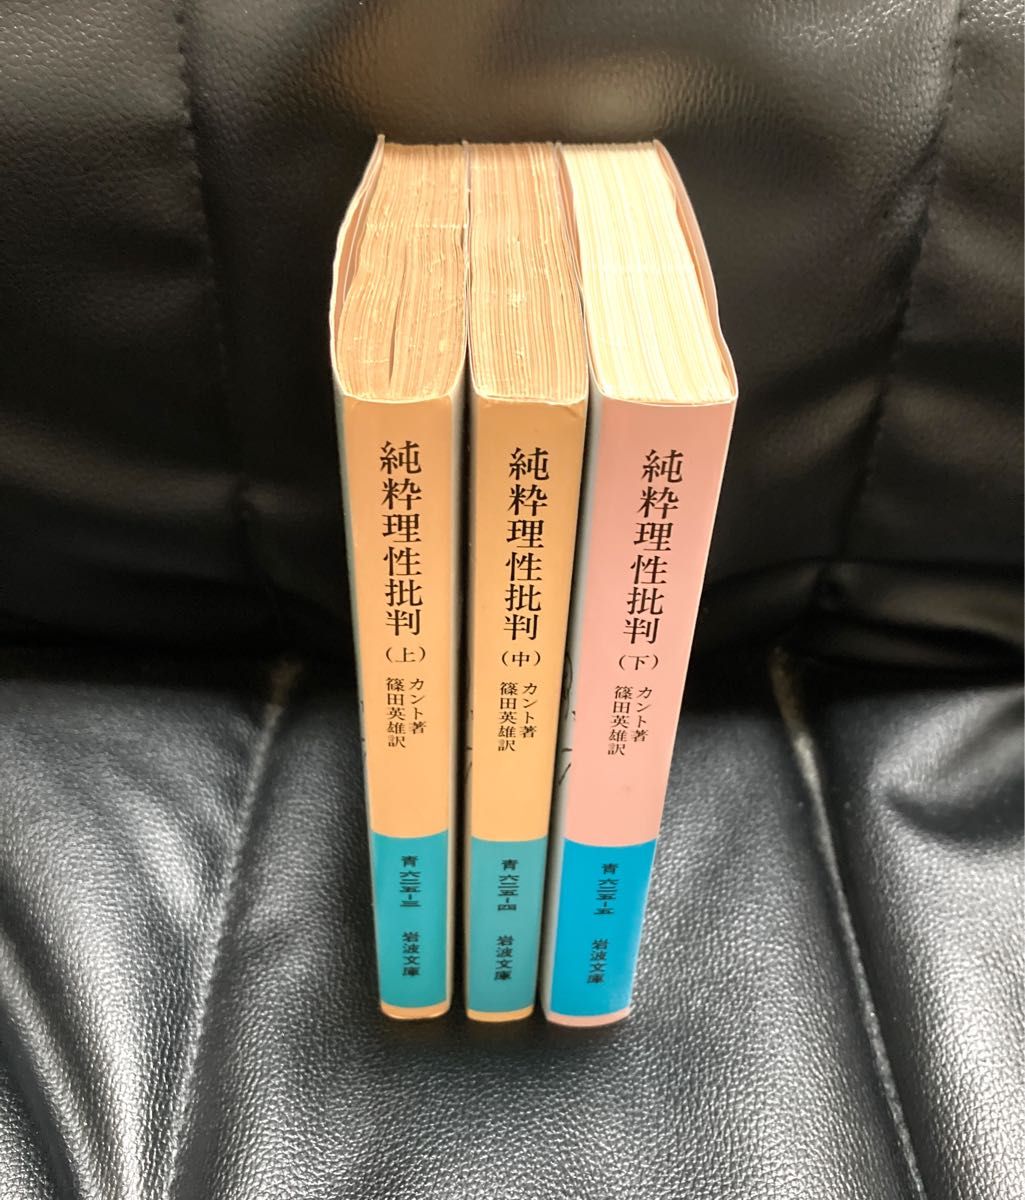 純粋理性批判(上)
カント著
篠田英雄訳
青 六二五-三
岩波文庫
純粋理性批判(中)
カント著
篠田英雄訳
青 六二五-四
岩波文庫
純粋理性批判(下)
カント著
篠田英雄訳
青 六二五-五
岩波文庫